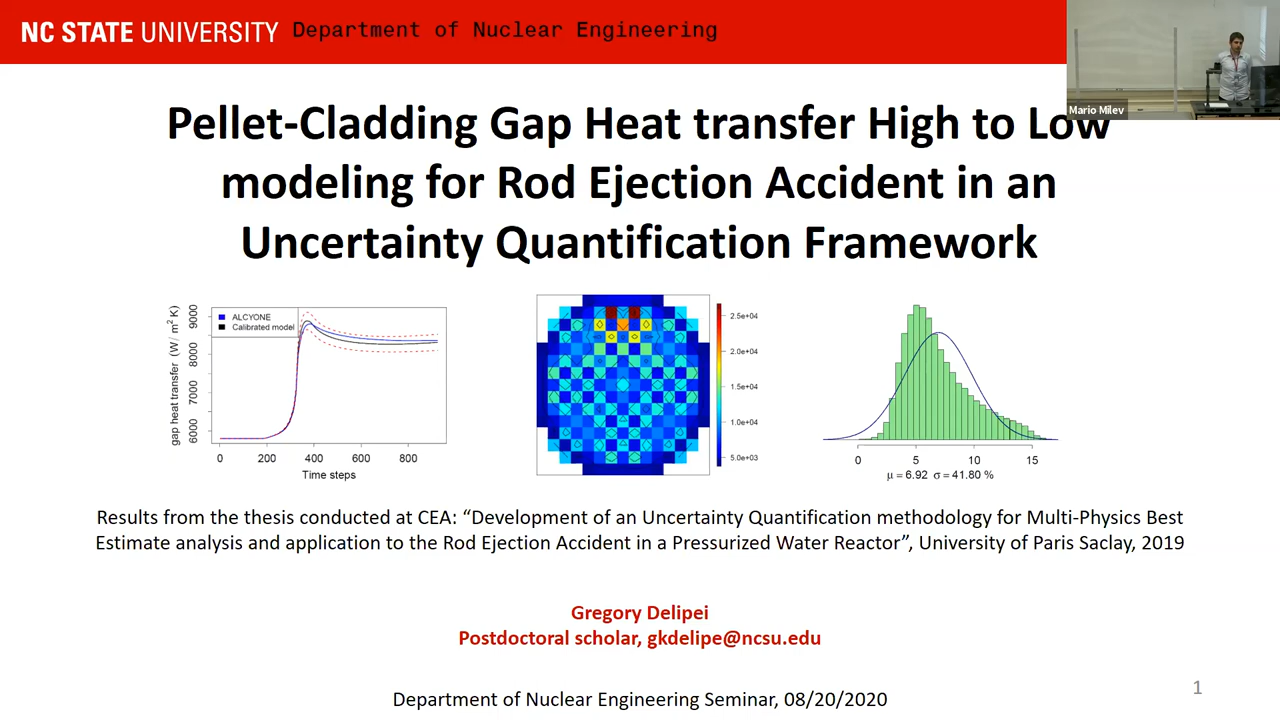 NC STATE UNIVERSITY Department of Nuclear Engineering
Mario Milev
Pellet-Cladding Gap Heat transfer High to Low
modeling for Rod Ejection Accident in an
Uncertainty Quantification Framework
gap heat transfer (W/ m² K)
9000
8000
7000
6000
ALCYONE
Calibrated model
0 200 400 600 800
Time steps
2.5e+04
2.0e+04
1.5e+04
1.0e+04
5.0e+03
0 5 10 15
μ = 6.92 σ = 41.80 %
Results from the thesis conducted at CEA: “Development of an Uncertainty Quantification methodology for Multi-Physics Best
Estimate analysis and application to the Rod Ejection Accident in a Pressurized Water Reactor”, University of Paris Saclay, 2019
Gregory Delipei
Postdoctoral scholar, gkdelipe@ncsu.edu
Department of Nuclear Engineering Seminar, 08/20/2020
1